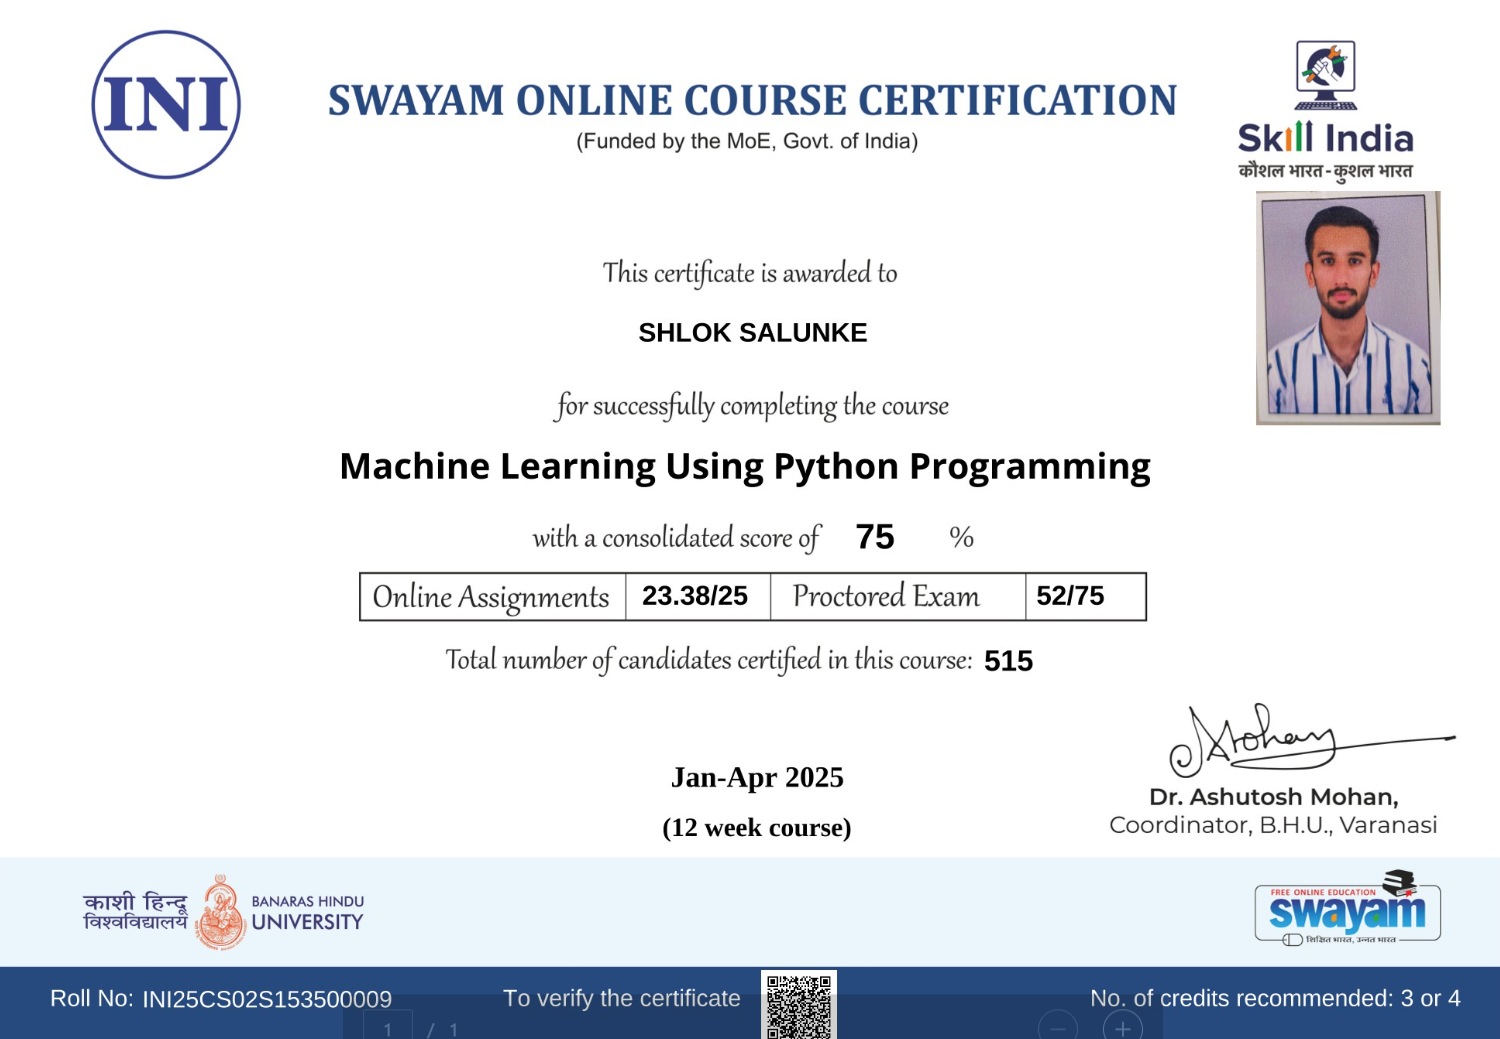 INI
SWAYAM ONLINE COURSE CERTIFICATION
(Funded by the MoE, Govt. of India)
Skill India
कौशल भारत - कुशल भारत
This certificate is awarded to
SHLOK SALUNKE
for successfully completing the course
Machine Learning Using Python Programming
with a consolidated score of 75 %
Online Assignments 23.38/25 Proctored Exam 52/75
Total number of candidates certified in this course: 515
Jan-Apr 2025
(12 week course)
Mohan
Dr. Ashutosh Mohan,
Coordinator, B.H.U., Varanasi
काशी हिन्दू
विश्वविद्यालय
BANARAS HINDU
UNIVERSITY
FREE ONLINE EDUCATION
swayam
शिक्षित भारत, उन्नत भारत
Roll No: INI25CS02S153500009
To verify the certificate
No. of credits recommended: 3 or 4
1 / 1